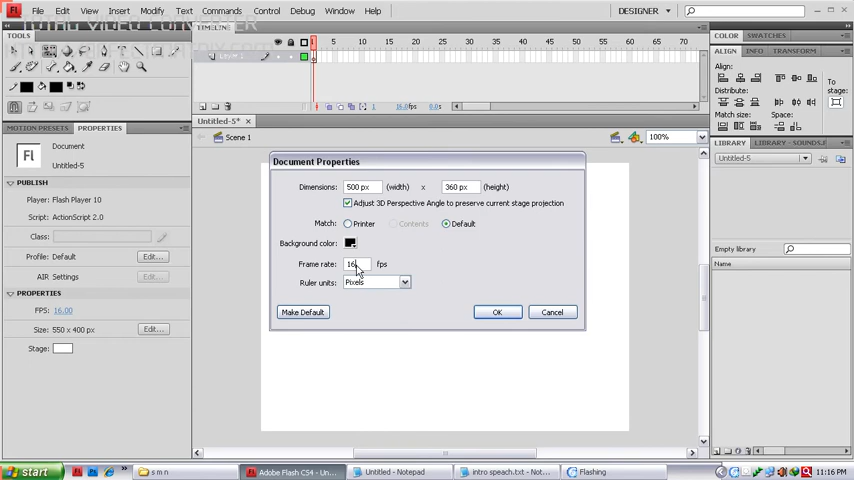 File Edit View Insert Modify Text Commands Control Debug Window Help
DESIGNER
TOTAL VIDEO CONVERTER
TOOLS
TIMELINE
1 5 10 15 20 25 30 35 40 45 50 55 60 65 70
1 16.0fps 0.0s
COLOR SWATCHES
ALIGN INFO TRANSFORM
Align:
To stage:
Distribute:
Match size: Space:
LIBRARY SOUNDS
Untitled-5
Empty library
Name
Untitled-5*
Scene 1
100%
MOTION PRESETS PROPERTIES
Document
Untitled-5
PUBLISH
Player: Flash Player 10
Script: ActionScript 2.0
Class:
Profile: Default Edit...
AIR Settings Edit...
PROPERTIES
FPS: 16.00
Size: 550 x 400 px Edit...
Stage:
Document Properties
Dimensions: 500 px (width) x 360 px (height)
Adjust 3D Perspective Angle to preserve current stage projection
Match: Printer Contents Default
Background color:
Frame rate: 16 fps
Ruler units: Pixels
Make Default OK Cancel
start s m n Adobe Flash CS4 - Un... Untitled - Notepad intro speach.txt - Not... Flashing 11:16 PM